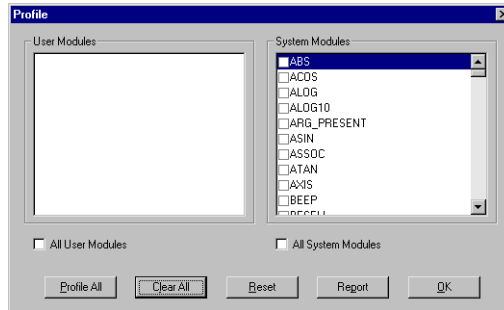 Profile
User Modules
System Modules
ABS
ACOS
ALOG
ALOG10
ARG_PRESENT
ASIN
ASSOC
ATAN
AXIS
BEEP
All User Modules
All System Modules
Profile All
Clear All
Reset
Report
OK